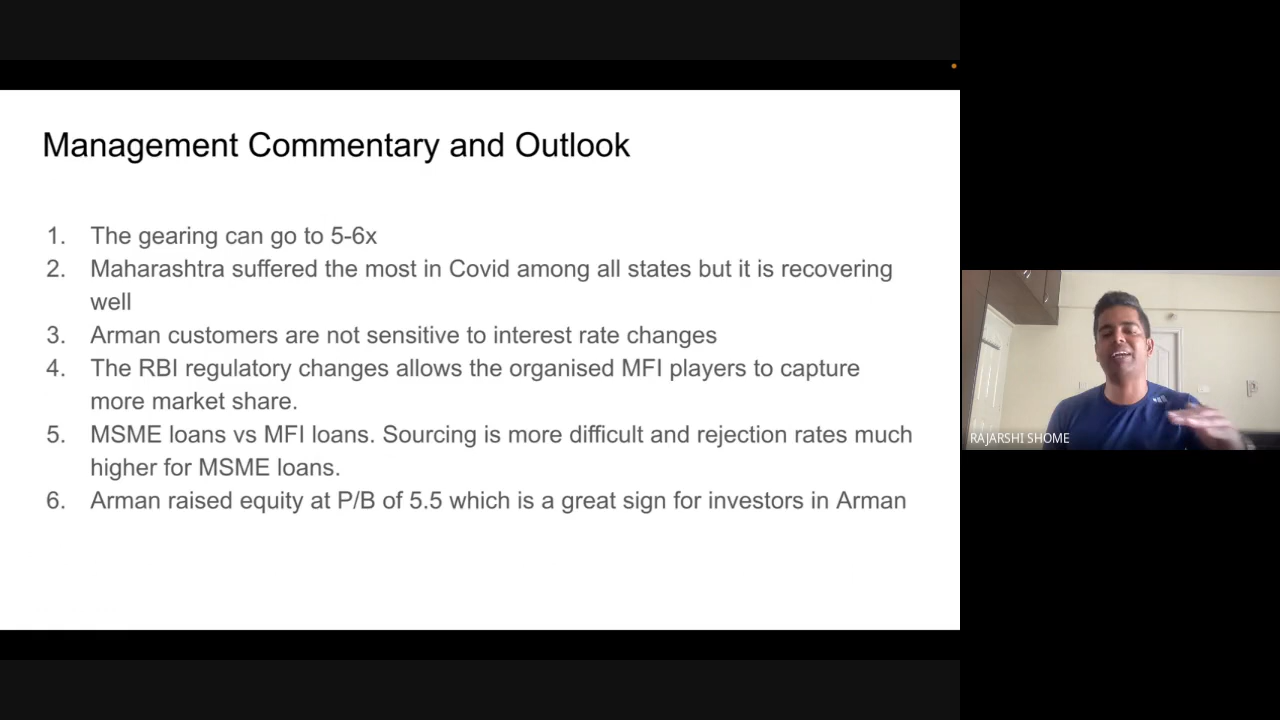 Management Commentary and Outlook
1. The gearing can go to 5-6x
2. Maharashtra suffered the most in Covid among all states but it is recovering
well
3. Arman customers are not sensitive to interest rate changes
4. The RBI regulatory changes allows the organised MFI players to capture
more market share.
5. MSME loans vs MFI loans. Sourcing is more difficult and rejection rates much
higher for MSME loans.
6. Arman raised equity at P/B of 5.5 which is a great sign for investors in Arman
RAJARSHI SHOME